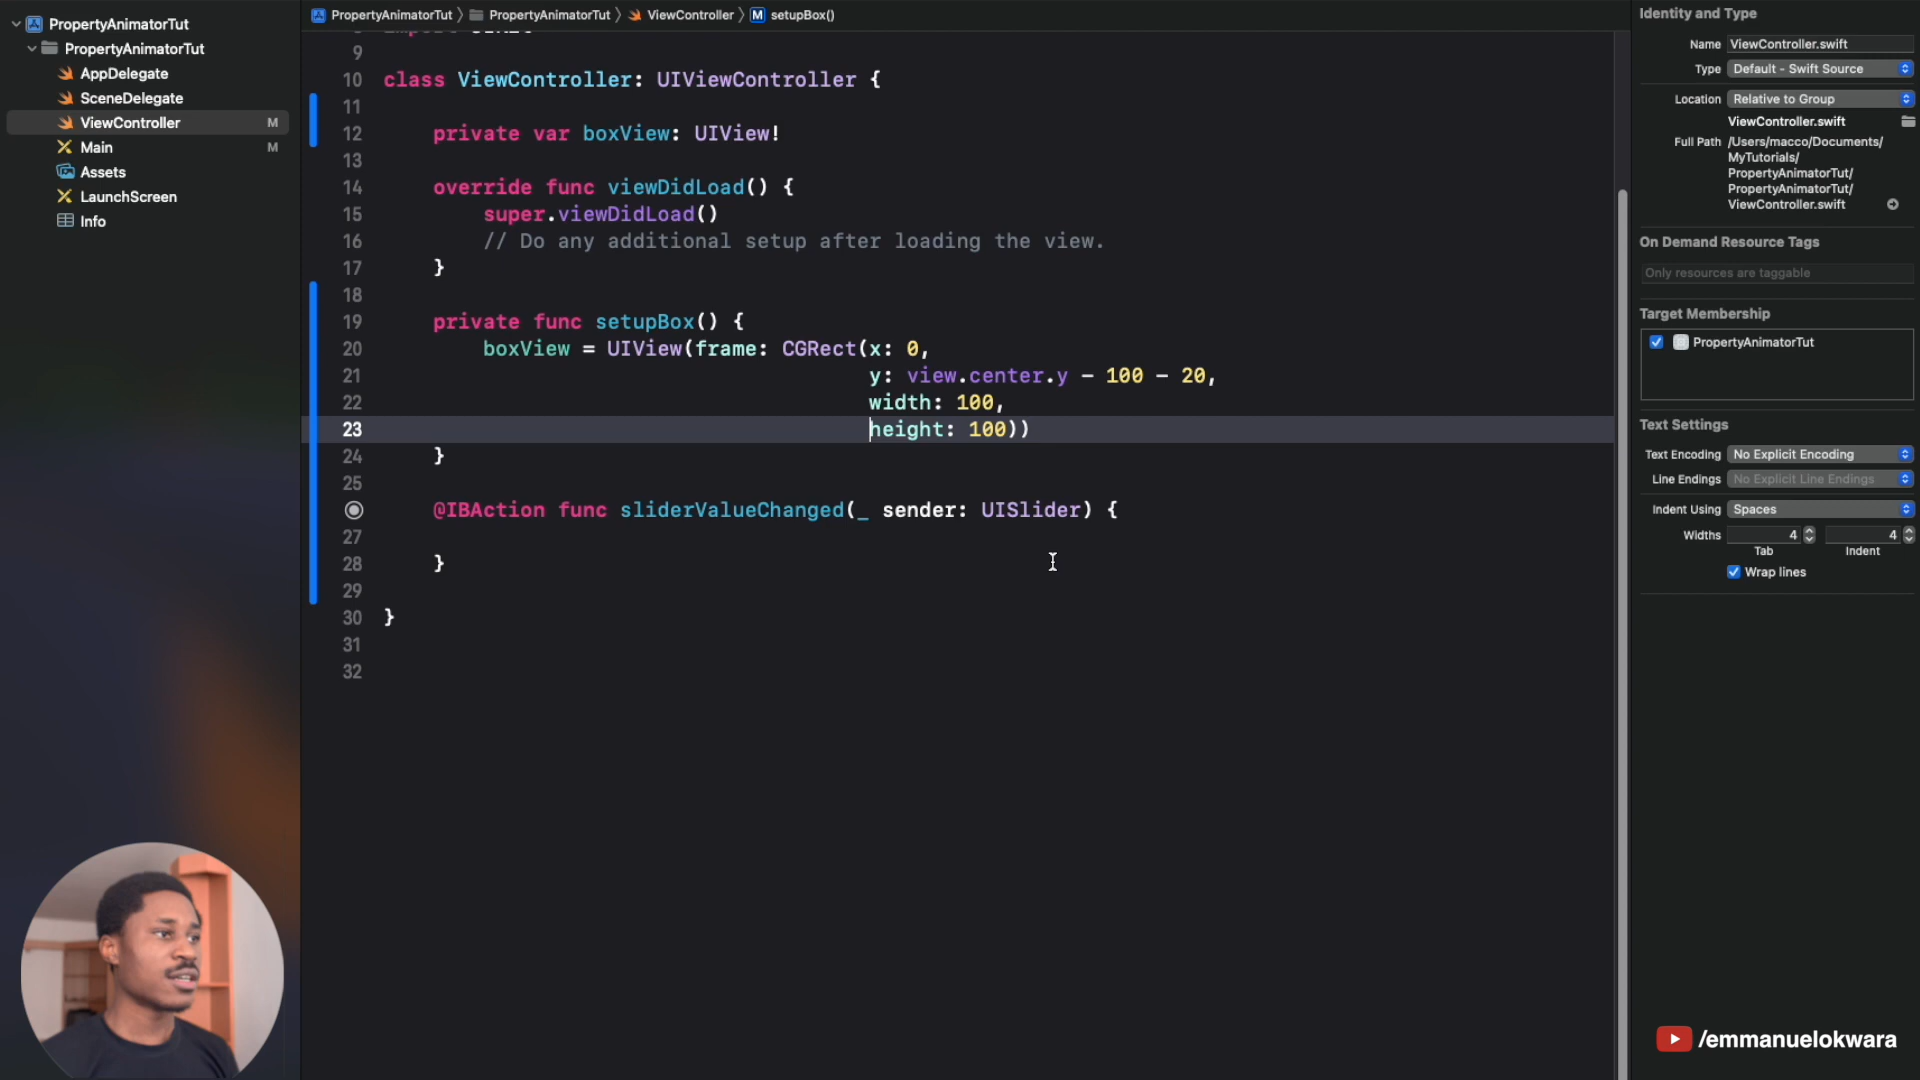 PropertyAnimatorTut
PropertyAnimatorTut
AppDelegate
SceneDelegate
ViewController M
Main M
Assets
LaunchScreen
Info
PropertyAnimatorTut 〉 PropertyAnimatorTut 〉 ViewController 〉 M setupBox()
9
10 class ViewController: UIViewController {
11
12 private var boxView: UIView!
13
14 override func viewDidLoad() {
15 super.viewDidLoad()
16 // Do any additional setup after loading the view.
17 }
18
19 private func setupBox() {
20 boxView = UIView(frame: CGRect(x: 0,
21 y: view.center.y - 100 - 20,
22 width: 100,
23 height: 100))
24 }
25
@IBAction func sliderValueChanged(_ sender: UISlider) {
27
28 }
29
30 }
31
32
Identity and Type
Name ViewController.swift
Type Default - Swift Source
Location Relative to Group
ViewController.swift
Full Path /Users/macco/Documents/
MyTutorials/
PropertyAnimatorTut/
PropertyAnimatorTut/
ViewController.swift
On Demand Resource Tags
Only resources are taggable
Target Membership
PropertyAnimatorTut
Text Settings
Text Encoding No Explicit Encoding
Line Endings No Explicit Line Endings
Indent Using Spaces
Widths 4 4
Tab Indent
Wrap lines
/emmanuelokwara